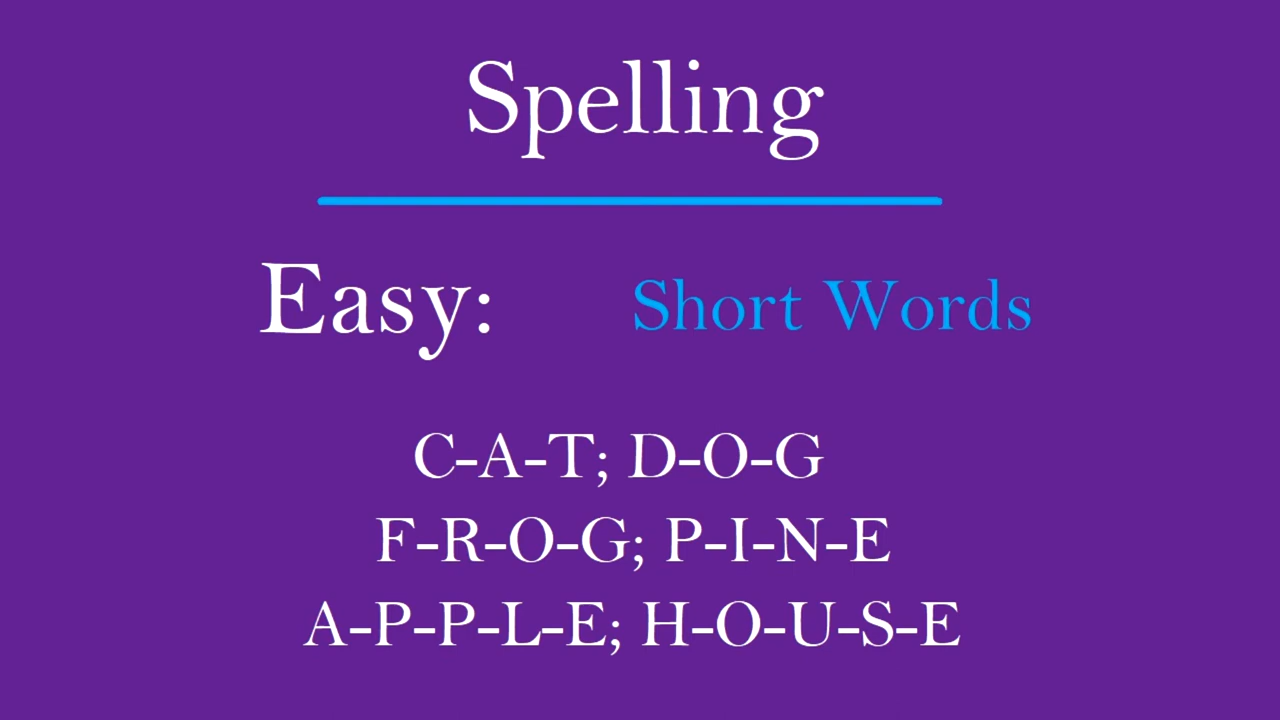 Spelling
Easy: Short Words
C-A-T; D-O-G
F-R-O-G; P-I-N-E
A-P-P-L-E; H-O-U-S-E